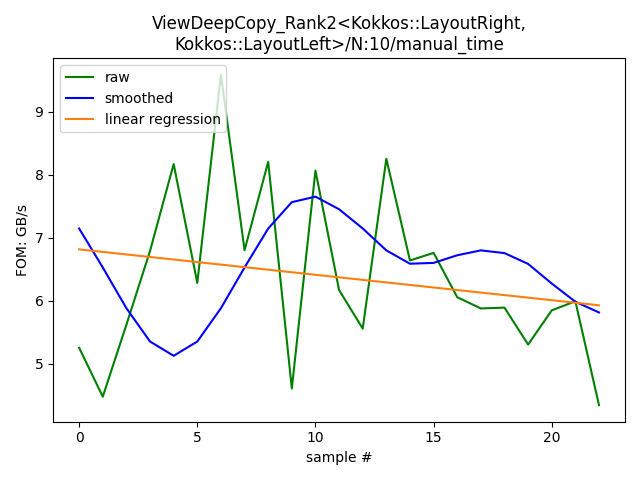 ViewDeepCopy_Rank2<Kokkos::LayoutRight,
Kokkos::LayoutLeft>/N:10/manual_time
raw
smoothed
linear regression
FOM: GB/s
9
8
7
6
5
0
5
10
15
20
sample #